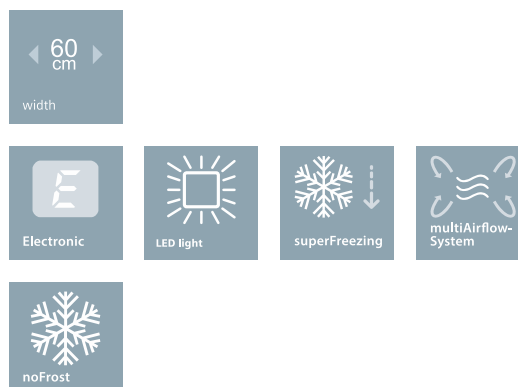 60
cm
width
E
Electronic
LED light
superFreezing
multiAirflow-
System
noFrost